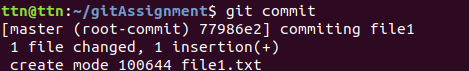 ttn@ttn:~/gitAssignment$ git commit
[master (root-commit) 77986e2] commiting file1
 1 file changed, 1 insertion(+)
 create mode 100644 file1.txt